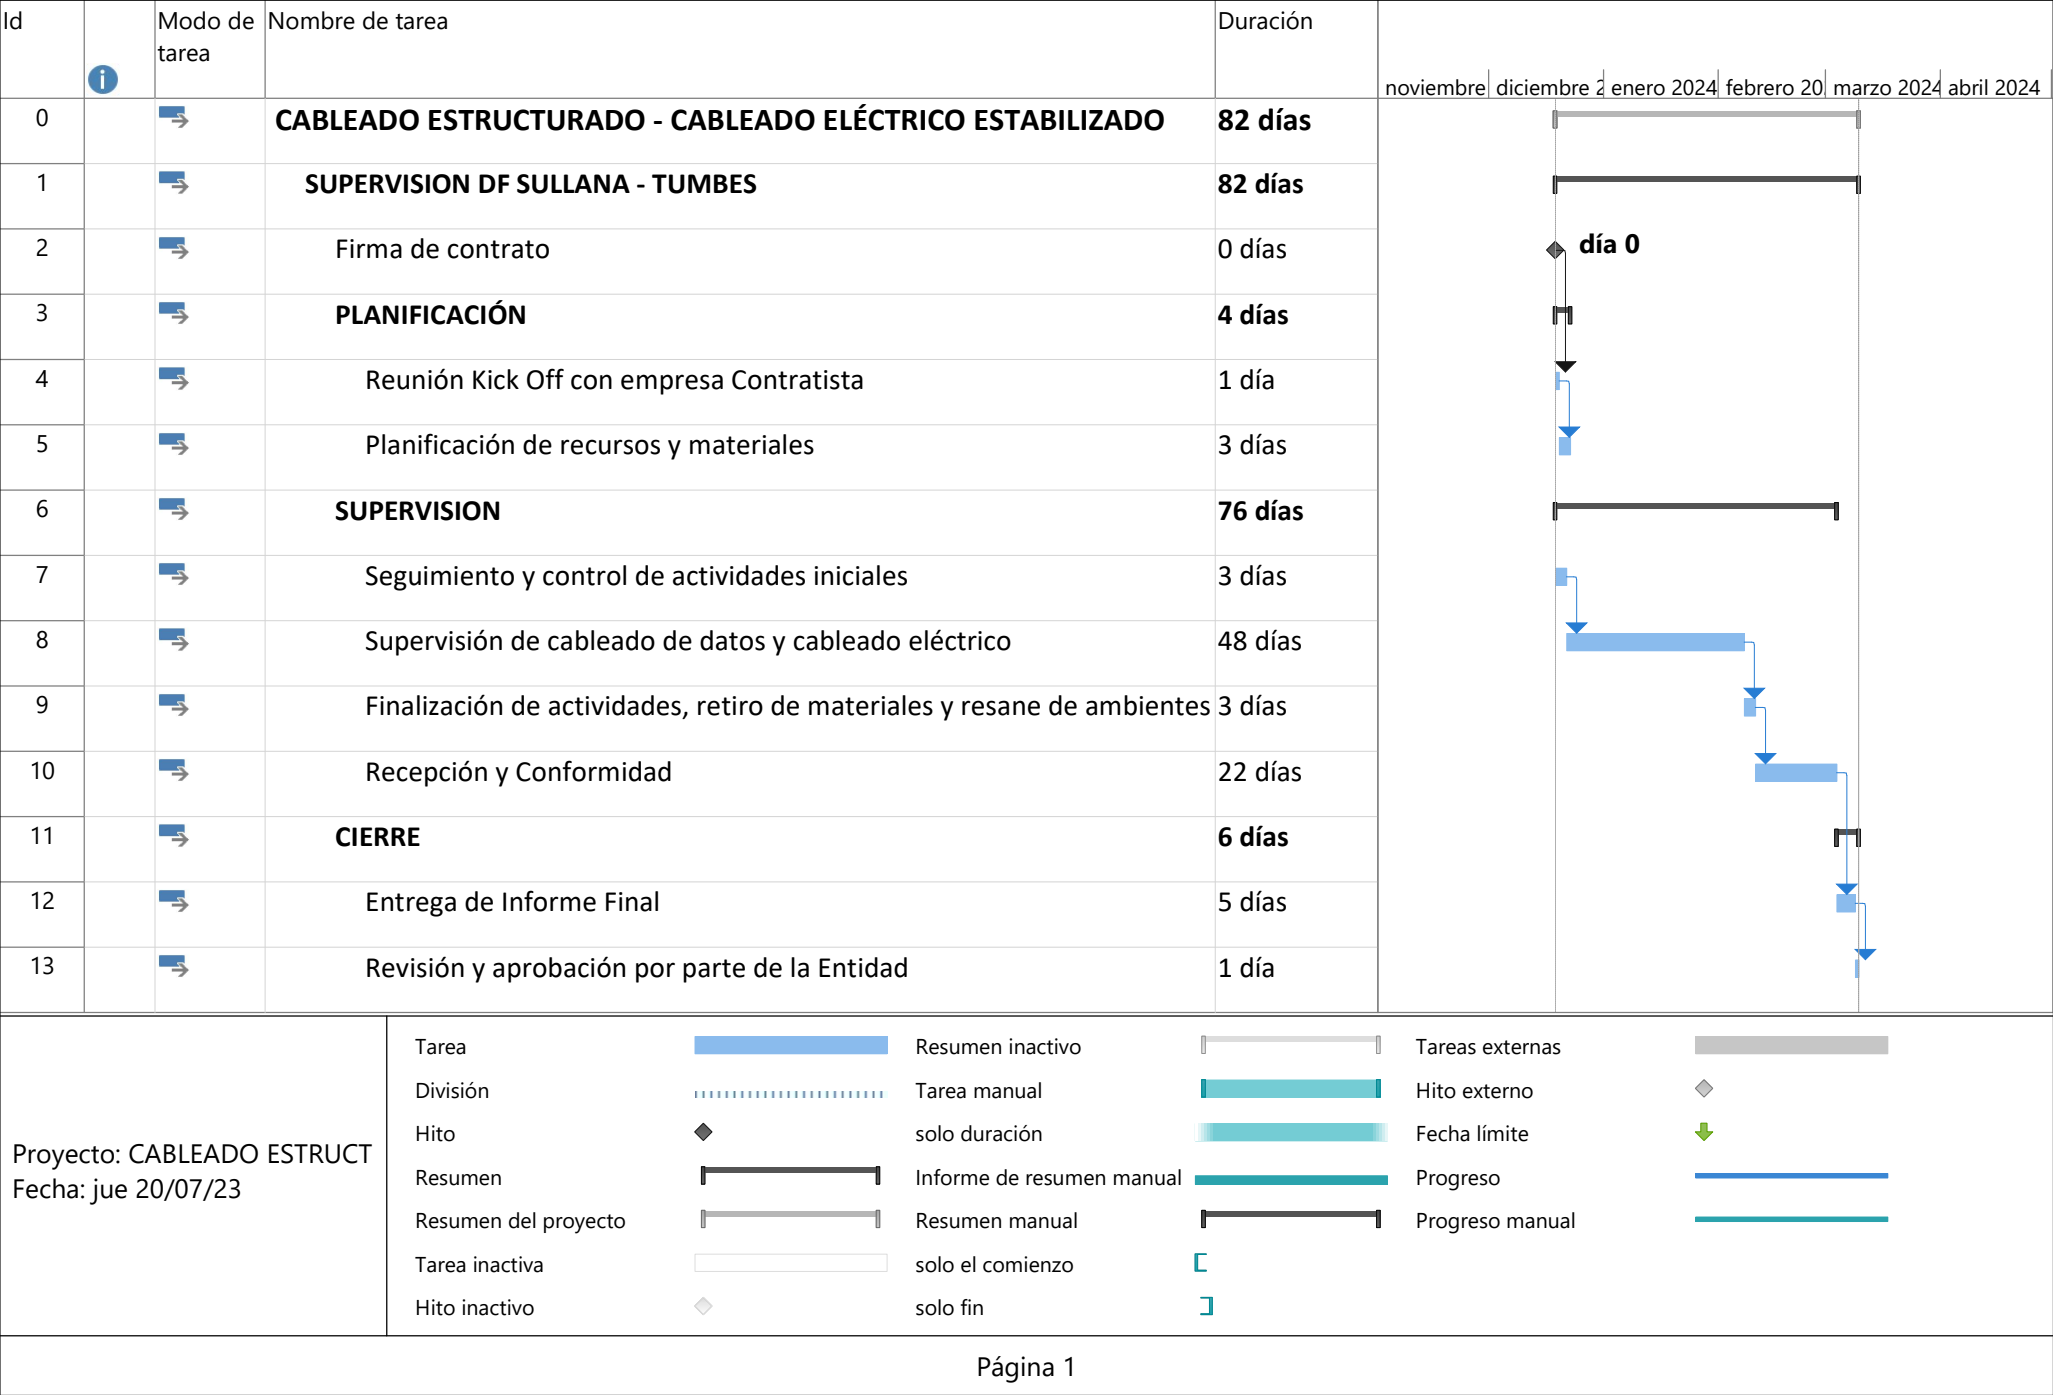 Id
Modo de tarea
Nombre de tarea
Duración
noviembre diciembre 2 enero 2024 febrero 20 marzo 2024 abril 2024
0 CABLEADO ESTRUCTURADO - CABLEADO ELÉCTRICO ESTABILIZADO 82 días
1 SUPERVISION DF SULLANA - TUMBES 82 días
2 Firma de contrato 0 días día 0
3 PLANIFICACIÓN 4 días
4 Reunión Kick Off con empresa Contratista 1 día
5 Planificación de recursos y materiales 3 días
6 SUPERVISION 76 días
7 Seguimiento y control de actividades iniciales 3 días
8 Supervisión de cableado de datos y cableado eléctrico 48 días
9 Finalización de actividades, retiro de materiales y resane de ambientes 3 días
10 Recepción y Conformidad 22 días
11 CIERRE 6 días
12 Entrega de Informe Final 5 días
13 Revisión y aprobación por parte de la Entidad 1 día
Proyecto: CABLEADO ESTRUCT
Fecha: jue 20/07/23
Tarea
División
Hito
Resumen
Resumen del proyecto
Tarea inactiva
Hito inactivo
Resumen inactivo
Tarea manual
solo duración
Informe de resumen manual
Resumen manual
solo el comienzo
solo fin
Tareas externas
Hito externo
Fecha límite
Progreso
Progreso manual
Página 1